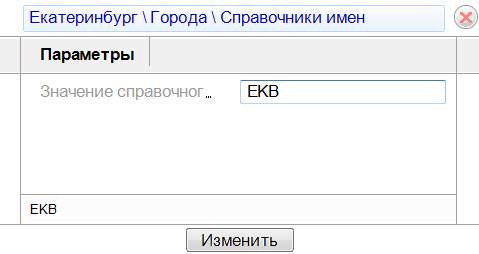 Екатеринбург \ Города \ Справочники имен
Параметры
Значение справочног... EKB
EKB
Изменить